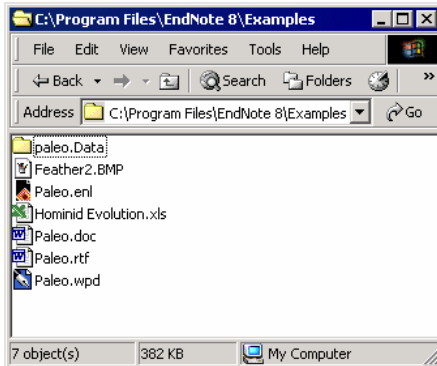 C:\Program Files\EndNote 8\Examples
File Edit View Favorites Tools Help
Back Search Folders »
Address C:\Program Files\EndNote 8\Examples Go
paleo.Data
Feather2.BMP
Paleo.enl
Hominid Evolution.xls
Paleo.doc
Paleo.rtf
Paleo.wpd
7 object(s) 382 KB My Computer